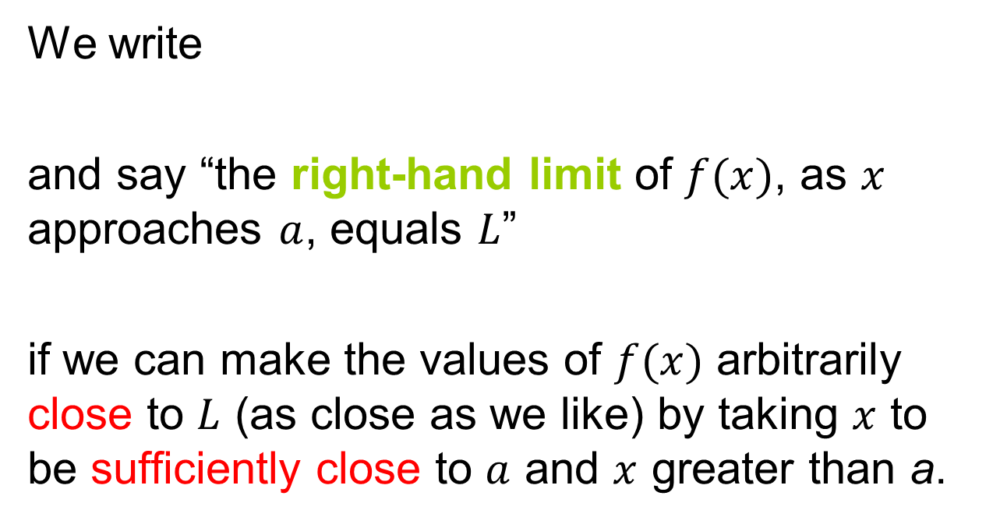 We write
and say “the right-hand limit of f(x), as x
approaches a, equals L”
if we can make the values of f(x) arbitrarily
close to L (as close as we like) by taking x to
be sufficiently close to a and x greater than a.